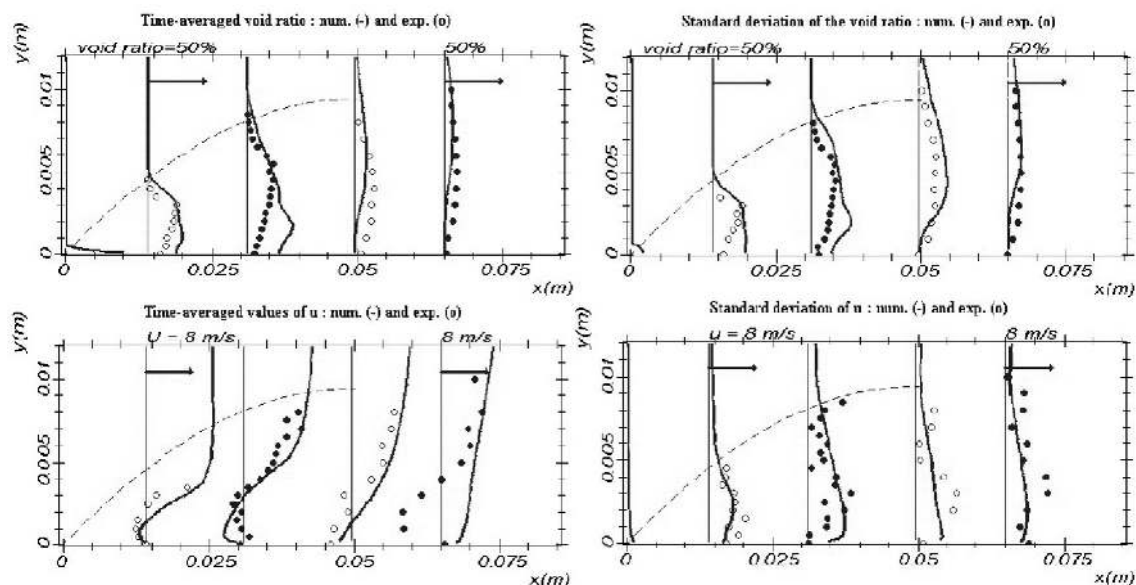 Time-averaged void ratio : num. (-) and exp. (o)
void ratio=50%
50%
y(m)
0.01
0.005
0
0
0.025
0.05
0.075
x(m)
Standard deviation of the void ratio : num. (-) and exp. (o)
void ratio=50%
50%
y(m)
0.01
0.005
0
0
0.025
0.05
0.075
x(m)
Time-averaged values of u : num. (-) and exp. (o)
U = 8 m/s
8 m/s
y(m)
0.01
0.005
0
0
0.025
0.05
0.075
x(m)
Standard deviation of u : num. (-) and exp. (o)
u = 8 m/s
8 m/s
y(m)
0.01
0.005
0
0
0.025
0.05
0.075
x(m)